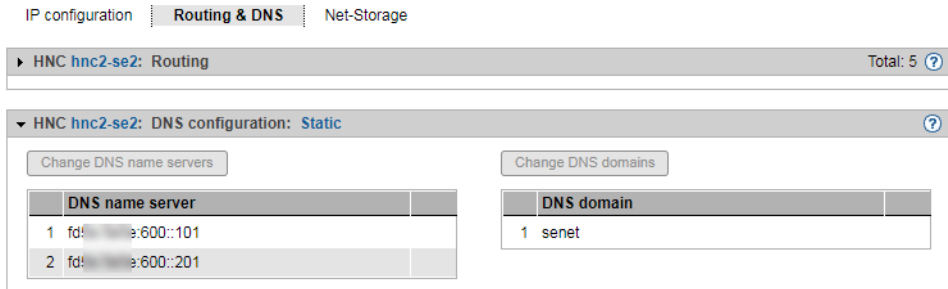 IP configuration Routing & DNS Net-Storage
HNC hnc2-se2: Routing Total: 5 ?
HNC hnc2-se2: DNS configuration: Static ?
Change DNS name servers Change DNS domains
DNS name server DNS domain
1 :600::101 1 senet
2 :600::201